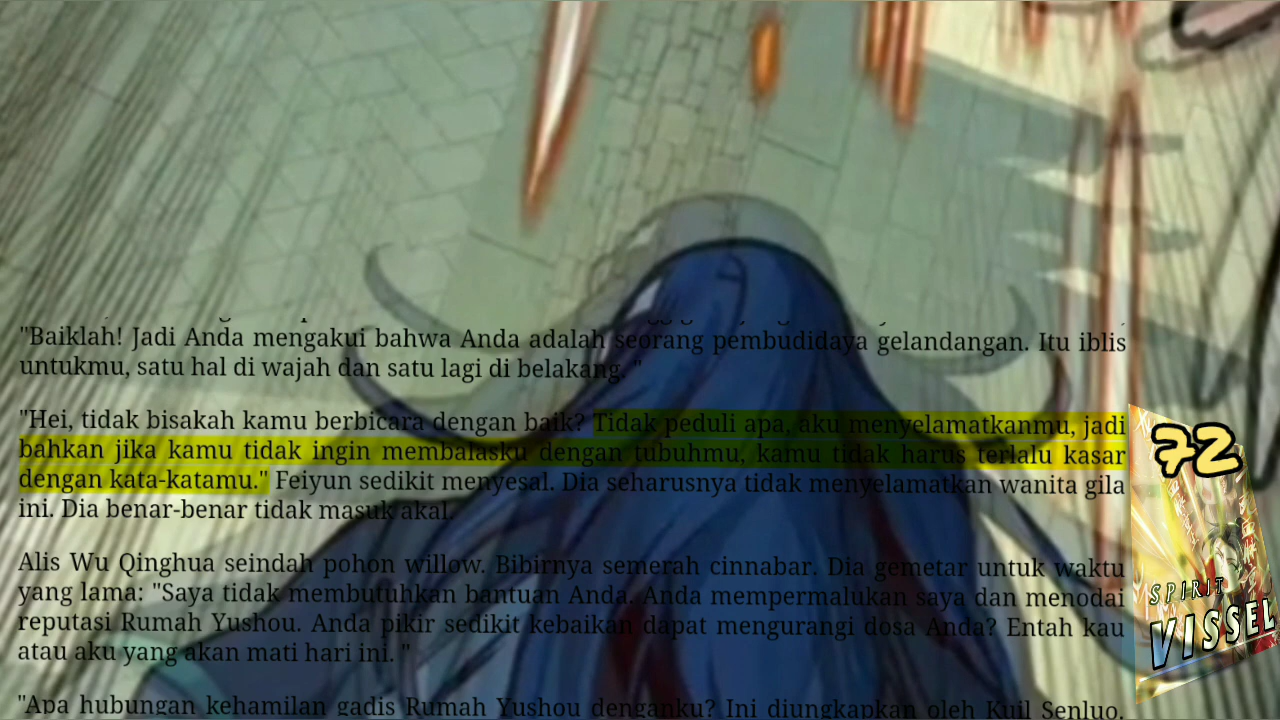 "Baiklah! Jadi Anda mengakui bahwa Anda adalah seorang pembudidaya gelandangan. Itu iblis
untukmu, satu hal di wajah dan satu lagi di belakang. "
"Hei, tidak bisakah kamu berbicara dengan baik? Tidak peduli apa, aku menyelamatkanmu, jadi
bahkan jika kamu tidak ingin membalasku dengan tubuhmu, kamu tidak harus terlalu kasar
dengan kata-katamu." Feiyun sedikit menyesal. Dia seharusnya tidak menyelamatkan wanita gila
ini. Dia benar-benar tidak masuk akal.
Alis Wu Qinghua seindah pohon willow. Bibirnya semerah cinnabar. Dia gemetar untuk waktu
yang lama: "Saya tidak membutuhkan bantuan Anda. Anda mempermalukan saya dan menodai
reputasi Rumah Yushou. Anda pikir sedikit kebaikan dapat mengurangi dosa Anda? Entah kau
atau aku yang akan mati hari ini. "
"Apa hubungan kehamilan gadis Rumah Yushou denganku? Ini diungkapkan oleh Kuil Senluo.
72
SPIRIT
VISSEL